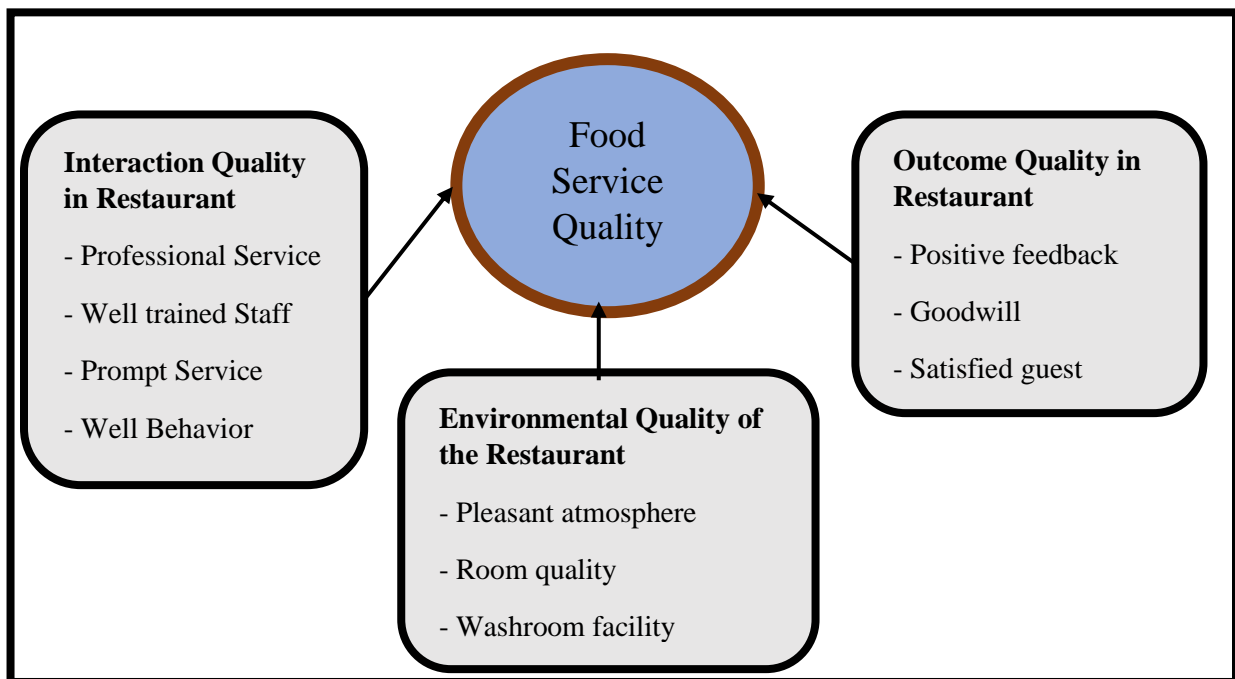 Food
Service
Quality
Interaction Quality
in Restaurant
- Professional Service
- Well trained Staff
- Prompt Service
- Well Behavior
Environmental Quality of
the Restaurant
- Pleasant atmosphere
- Room quality
- Washroom facility
Outcome Quality in
Restaurant
- Positive feedback
- Goodwill
- Satisfied guest